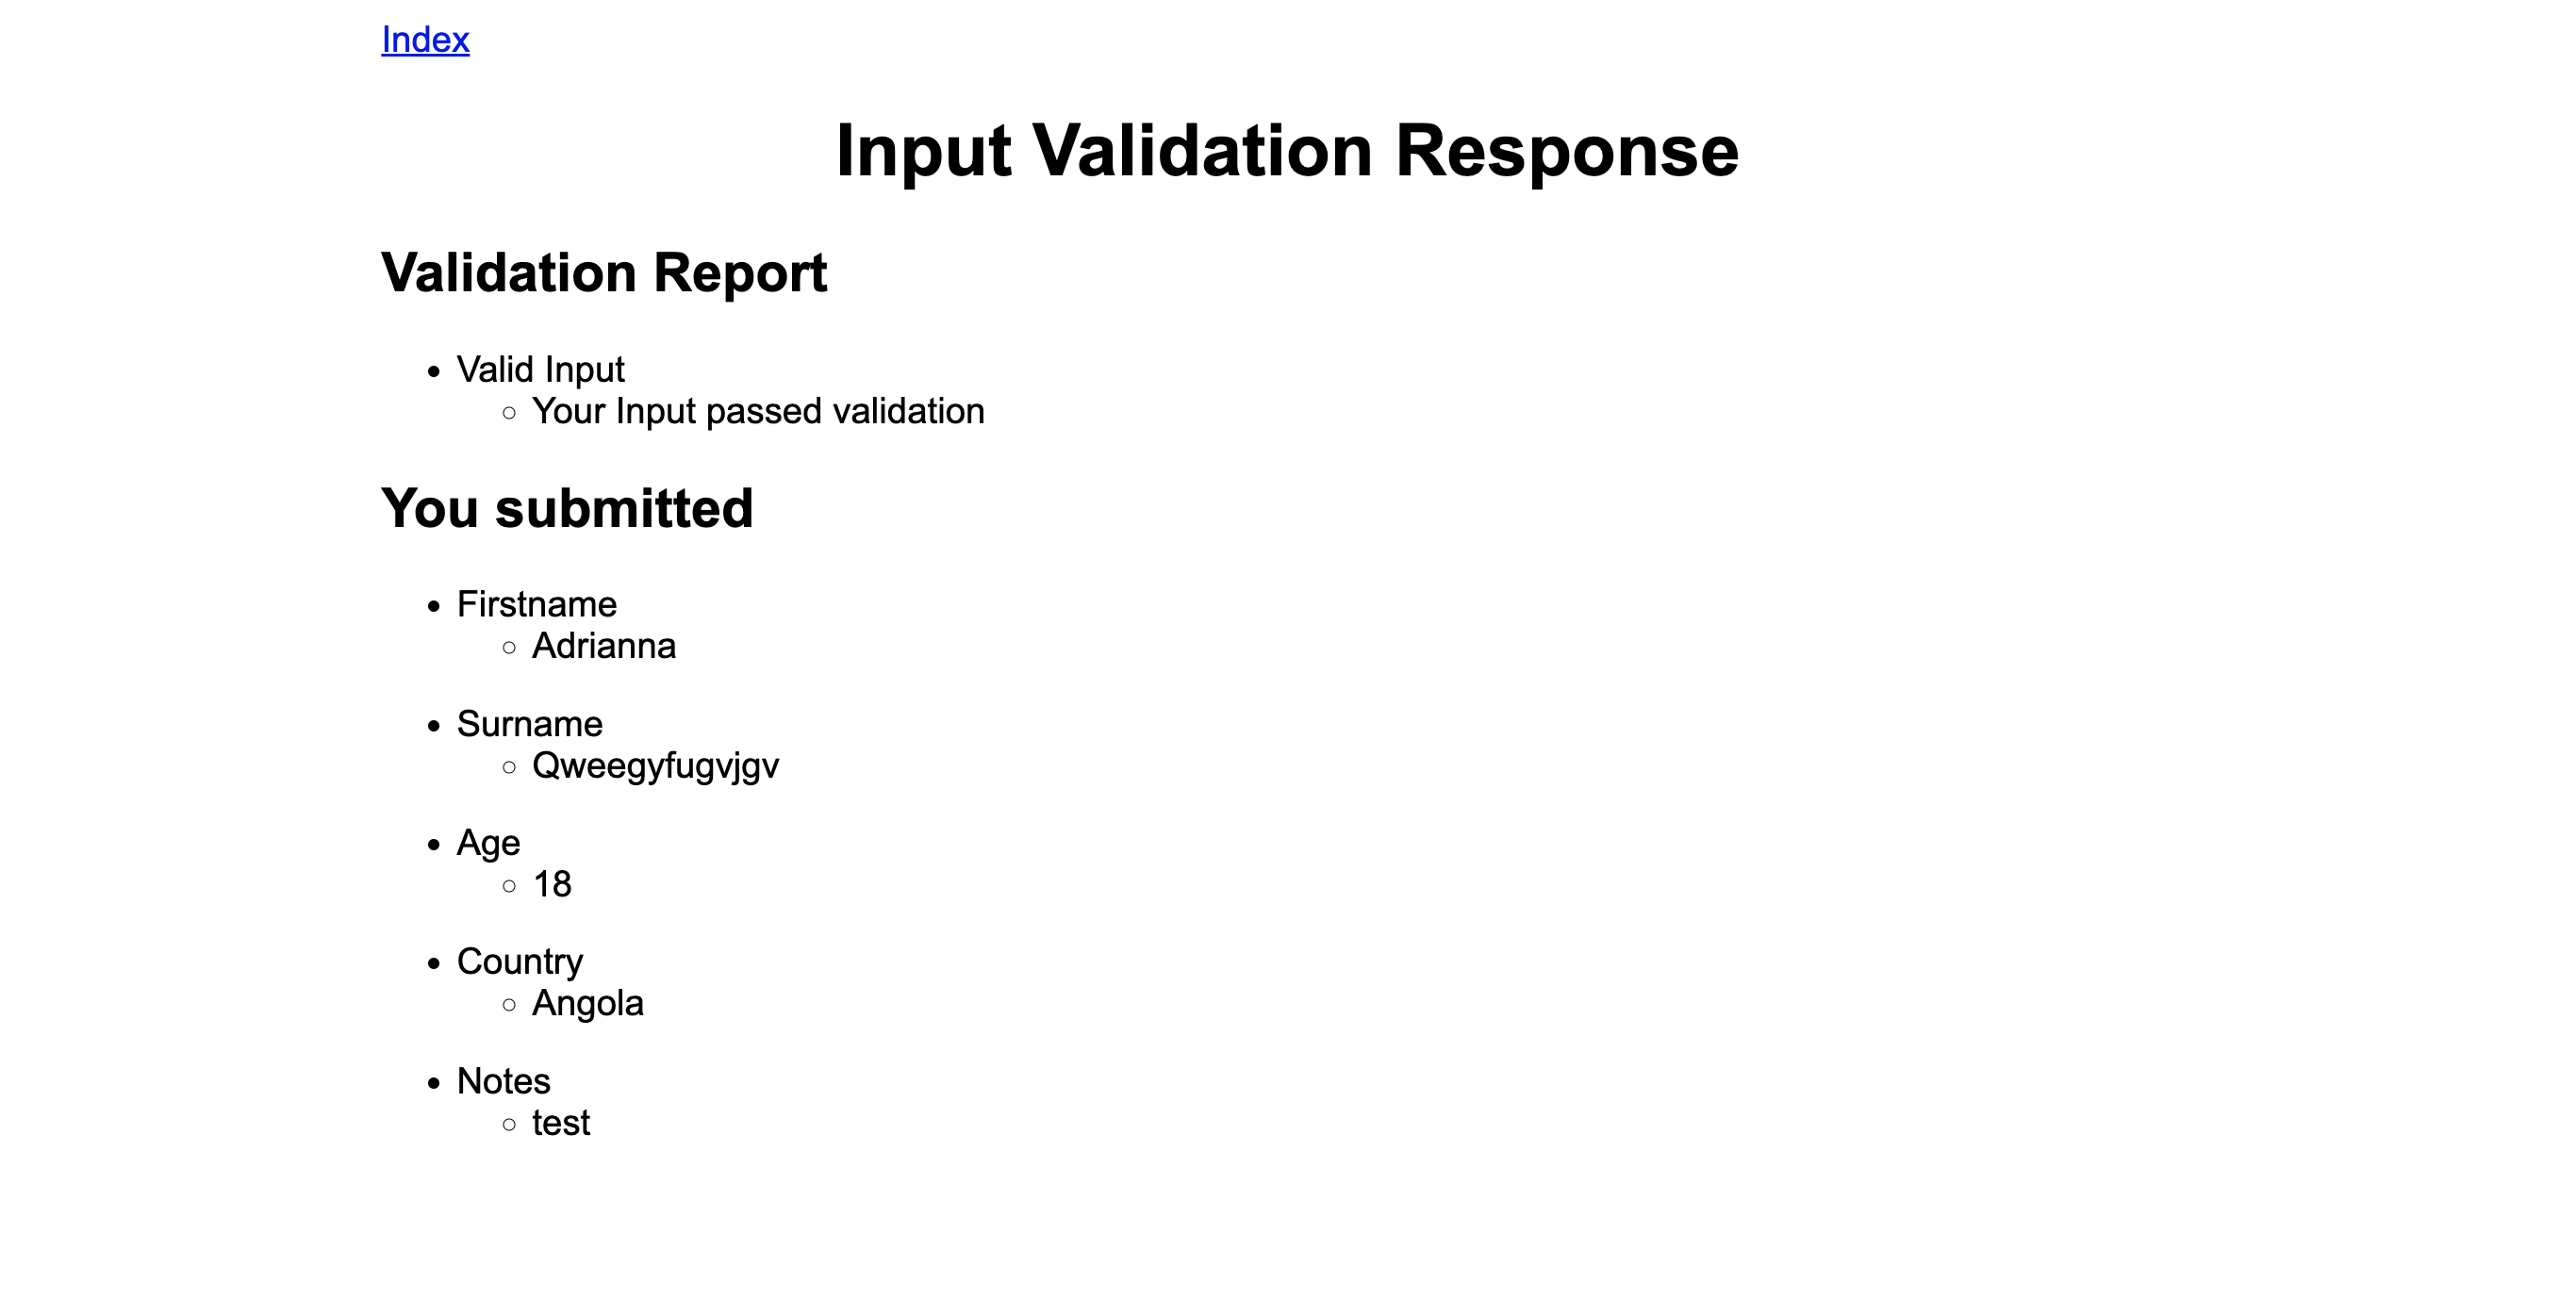 Index
Input Validation Response
Validation Report
Valid Input
Your Input passed validation
You submitted
Firstname
Adrianna
Surname
Qweegyfugvjgv
Age
18
Country
Angola
Notes
test